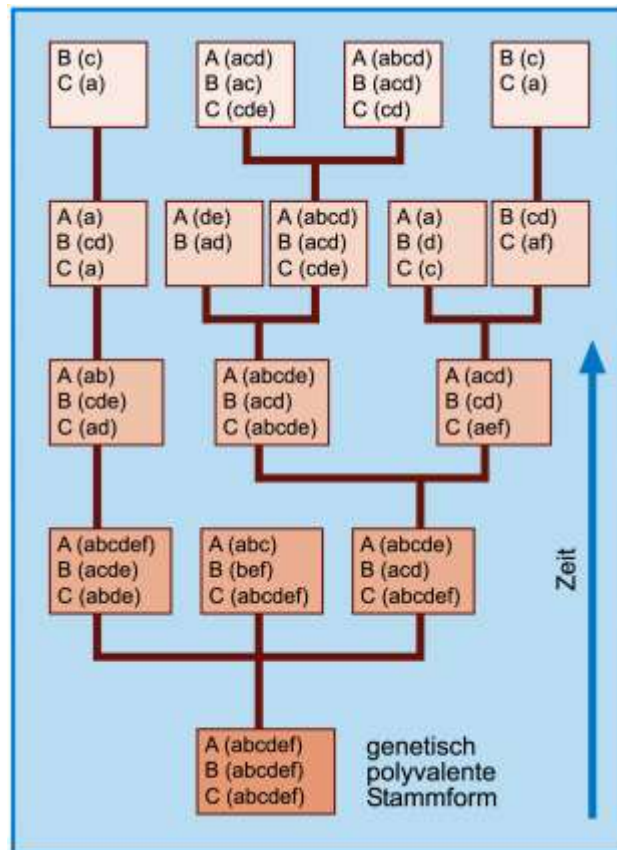 B (c)
C (a)
A (acd)
B (ac)
C (cde)
A (abcd)
B (acd)
C (cd)
B (c)
C (a)
A (a)
B (cd)
C (a)
A (de)
B (ad)
A (abcd)
B (acd)
C (cde)
A (a)
B (d)
C (c)
B (cd)
C (af)
A (ab)
B (cde)
C (ad)
A (abcde)
B (acd)
C (abcde)
A (acd)
B (cd)
C (aef)
A (abcdef)
B (acde)
C (abde)
A (abc)
B (bef)
C (abcdef)
A (abcde)
B (acd)
C (abcdef)
Zeit
A (abcdef)
B (abcdef)
C (abcdef)
genetisch
polyvalente
Stammform